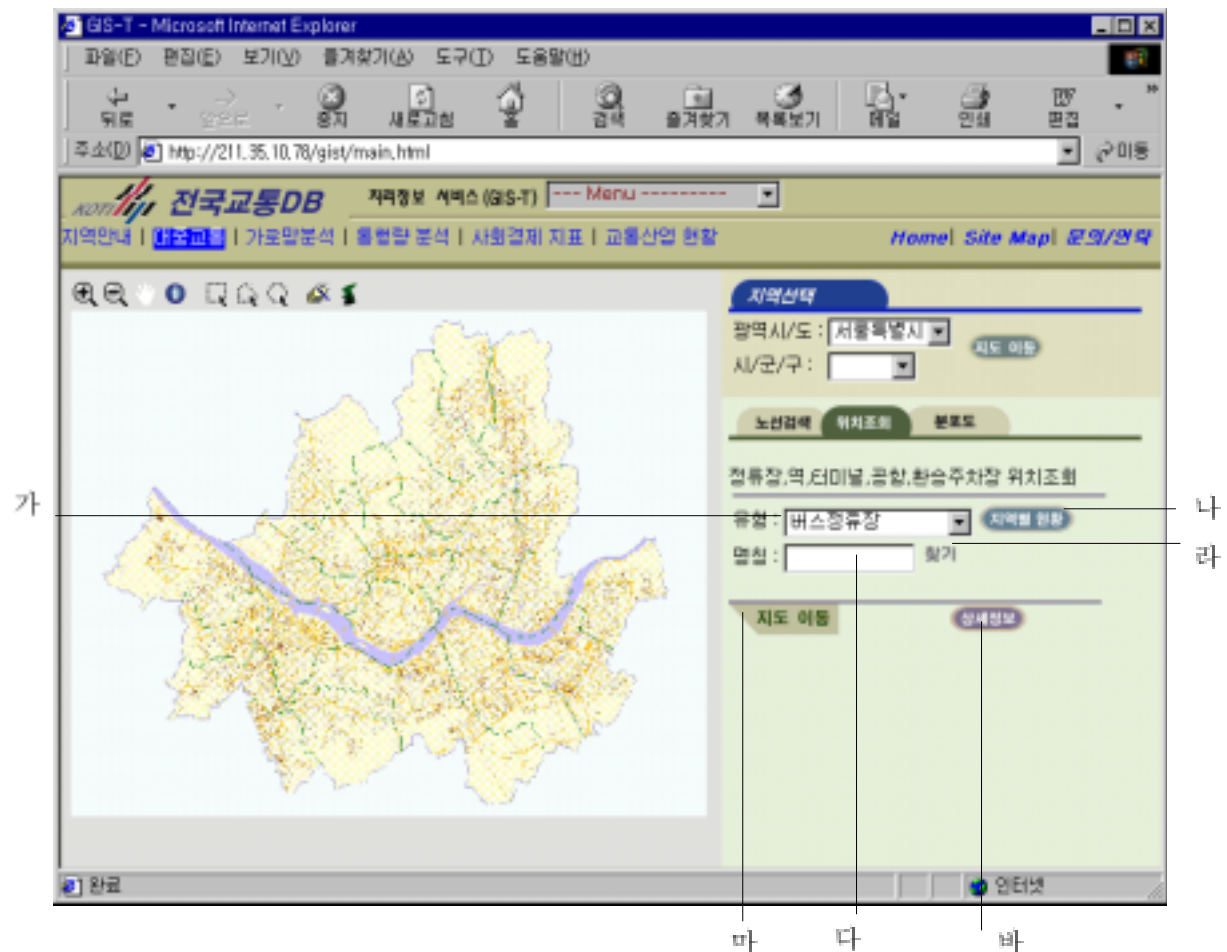 GIS-T - Microsoft Internet Explorer
파일(F) 편집(E) 보기(V) 즐겨찾기(A) 도구(T) 도움말(H)
뒤로 앞으로 중지 새로고침 홈 검색 즐겨찾기 목록보기 메일 인쇄 편집 »
주소(D) http://211.35.10.78/gist/main.html 이동
KOTI 전국교통DB 지리정보 서비스 (GIS-T) --- Menu ---------
지역안내 | 대중교통 | 가로망분석 | 통행량 분석 | 사회경제 지표 | 교통산업 현황 Home| Site Map| 문의/연락
지역선택
광역시/도 : 서울특별시 지도 이동
시/군/구 :
노선검색 위치조회 분포도
정류장,역,터미널,공항,환승주차장 위치조회
가 나
유형 : 버스정류장 지역별 현황
라
명칭 : 찾기
지도 이동 상세정보
완료 인터넷
마 다 바